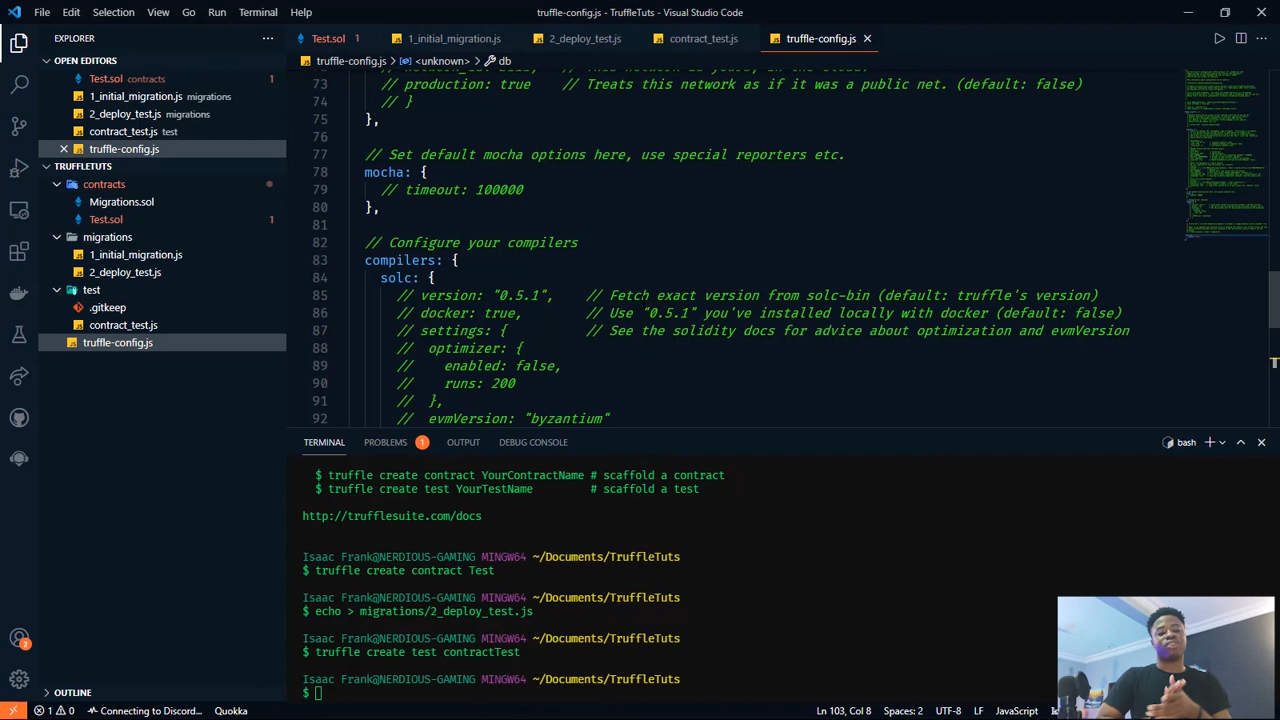 File Edit Selection View Go Run Terminal Help
truffle-config.js - TruffleTuts - Visual Studio Code
EXPLORER
OPEN EDITORS
Test.sol contracts 1
1_initial_migration.js migrations
2_deploy_test.js migrations
contract_test.js test
truffle-config.js
TRUFFLETUTS
contracts
Migrations.sol
Test.sol 1
migrations
1_initial_migration.js
2_deploy_test.js
test
.gitkeep
contract_test.js
truffle-config.js
OUTLINE
Test.sol 1 1_initial_migration.js 2_deploy_test.js contract_test.js truffle-config.js
truffle-config.js > <unknown> > db
73 // production: true // Treats this network as if it was a public net. (default: false)
74 // }
75 },
76
77 // Set default mocha options here, use special reporters etc.
78 mocha: {
79 // timeout: 100000
80 },
81
82 // Configure your compilers
83 compilers: {
84 solc: {
85 // version: "0.5.1", // Fetch exact version from solc-bin (default: truffle's version)
86 // docker: true, // Use "0.5.1" you've installed locally with docker (default: false)
87 // settings: { // See the solidity docs for advice about optimization and evmVersion
88 // optimizer: {
89 // enabled: false,
90 // runs: 200
91 // },
92 // evmVersion: "byzantium"
TERMINAL PROBLEMS 1 OUTPUT DEBUG CONSOLE
bash
$ truffle create contract YourContractName # scaffold a contract
$ truffle create test YourTestName # scaffold a test
http://trufflesuite.com/docs
Isaac Frank@NERDIOUS-GAMING MINGW64 ~/Documents/TruffleTuts
$ truffle create contract Test
Isaac Frank@NERDIOUS-GAMING MINGW64 ~/Documents/TruffleTuts
$ echo > migrations/2_deploy_test.js
Isaac Frank@NERDIOUS-GAMING MINGW64 ~/Documents/TruffleTuts
$ truffle create test contractTest
Isaac Frank@NERDIOUS-GAMING MINGW64 ~/Documents/TruffleTuts
$
2
1 0 Connecting to Discord... Quokka
Ln 103, Col 8 Spaces: 2 UTF-8 LF JavaScript